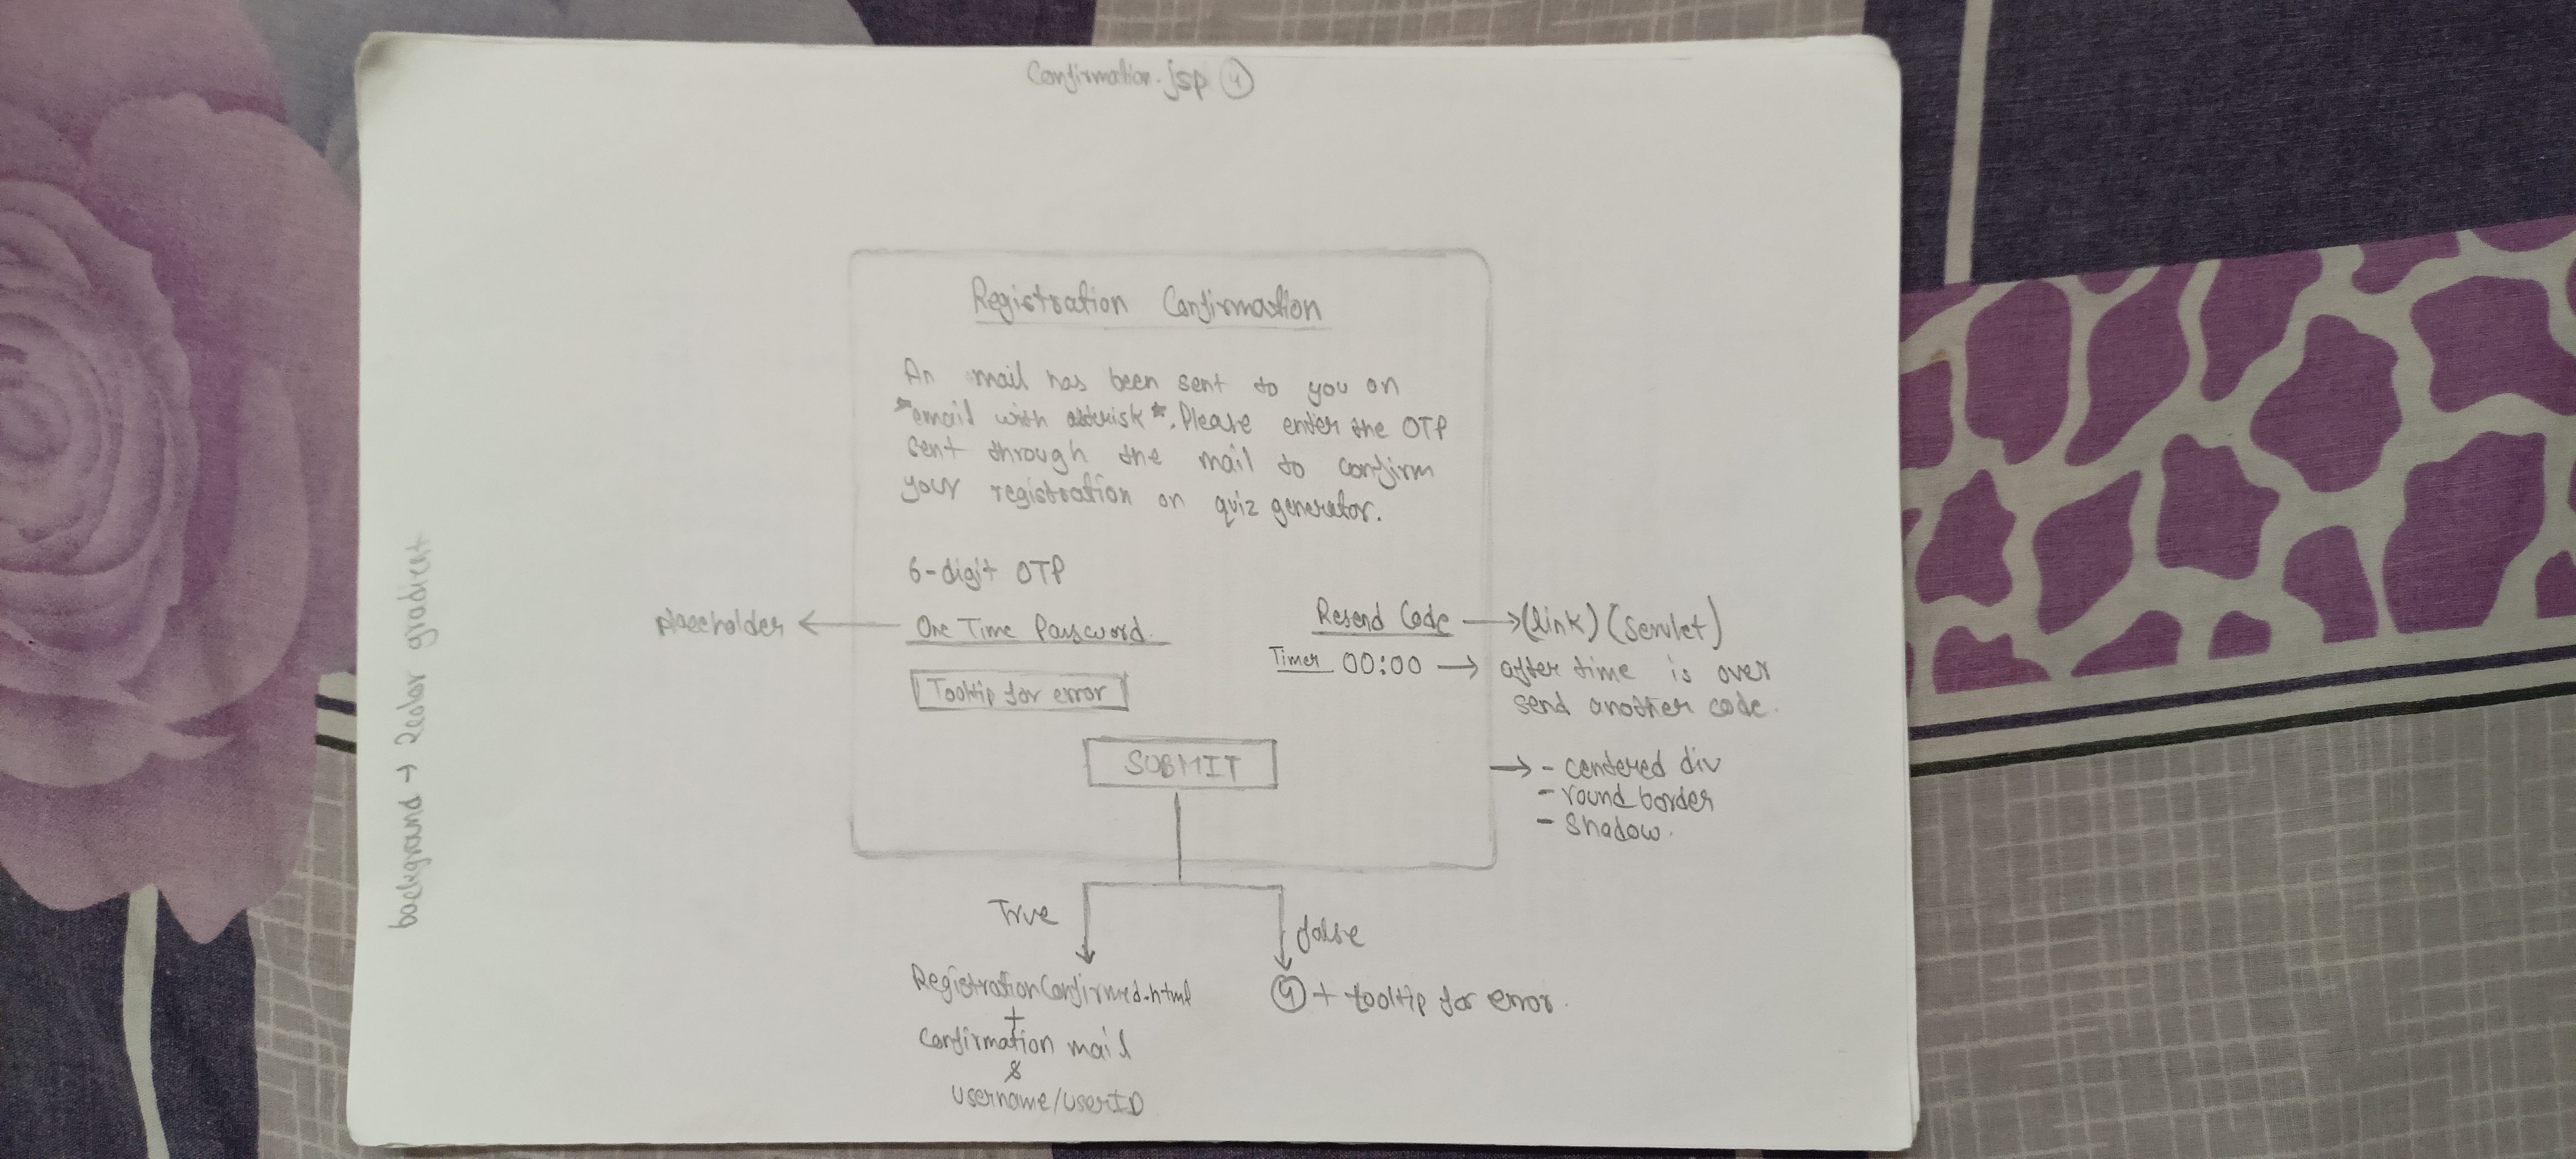 Confirmation.jsp 4
Registration Confirmation
An mail has been sent to you on
*email with asterisk*. Please enter the OTP
sent through the mail to confirm
your registration on quiz generator.
6-digit OTP
placeholder ← One Time Password
Resend Code → (link) (servlet)
Timer 00:00 → after time is over
send another code.
Tooltip for error
SUBMIT
→ - centered div
- round border
- shadow.
True
false
RegistrationConfirmed.html
+
Confirmation mail
&
username/userID
4 + tooltip for error.
background → 2color gradient